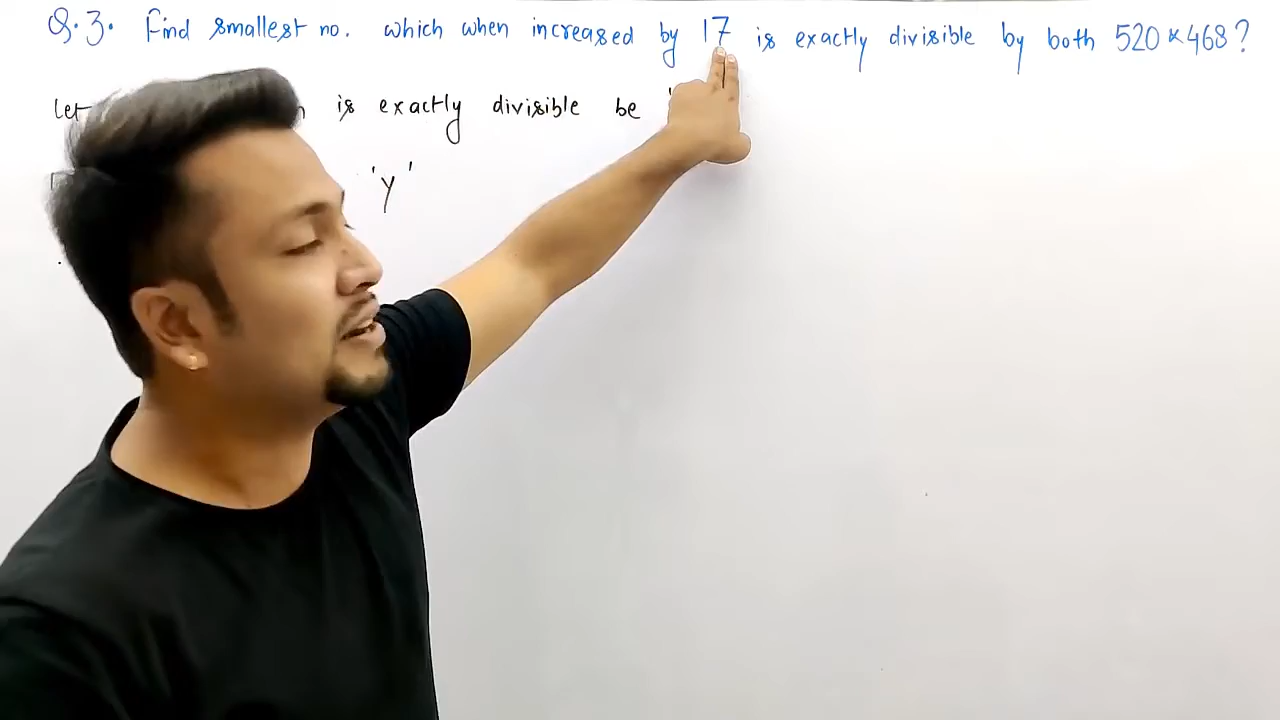 Q.3. Find smallest no. which when increased by 17 is exactly divisible by both 520 & 468?
Let is exactly divisible be '
'y'